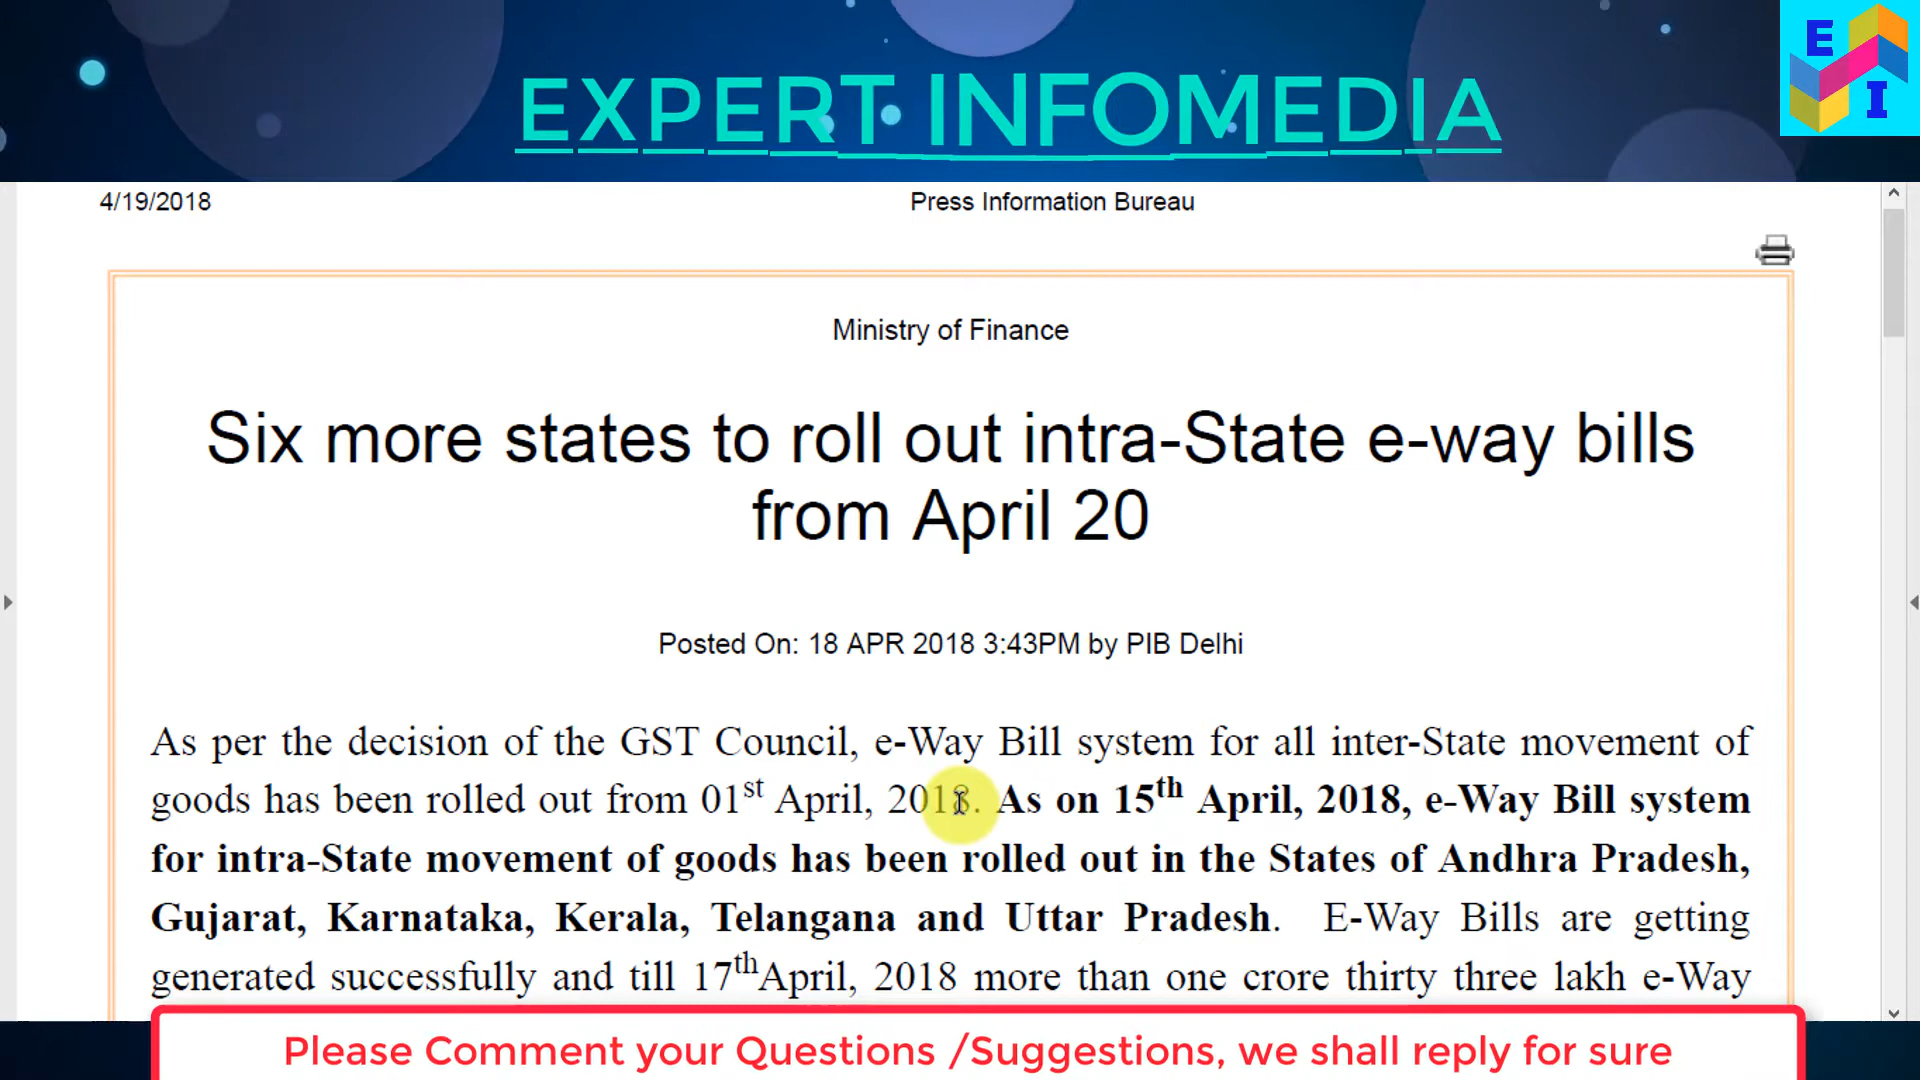 EXPERT INFOMEDIA
E
I
4/19/2018
Press Information Bureau
Ministry of Finance
Six more states to roll out intra-State e-way bills
from April 20
Posted On: 18 APR 2018 3:43PM by PIB Delhi
As per the decision of the GST Council, e-Way Bill system for all inter-State movement of
goods has been rolled out from 01st April, 2018. As on 15th April, 2018, e-Way Bill system
for intra-State movement of goods has been rolled out in the States of Andhra Pradesh,
Gujarat, Karnataka, Kerala, Telangana and Uttar Pradesh. E-Way Bills are getting
generated successfully and till 17thApril, 2018 more than one crore thirty three lakh e-Way
Please Comment your Questions /Suggestions, we shall reply for sure